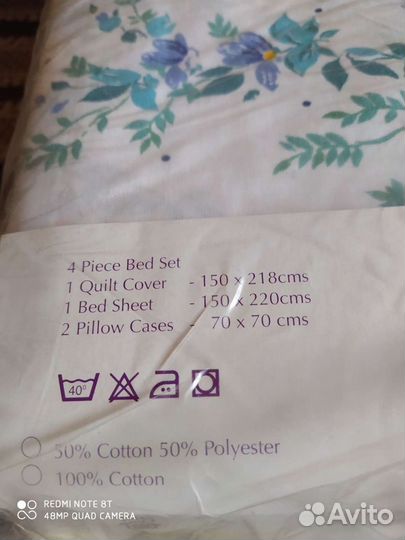 4 Piece Bed Set
1 Quilt Cover - 150 x 218cms
1 Bed Sheet - 150 x 220cms
2 Pillow Cases - 70 x 70 cms
40°
50% Cotton 50% Polyester
100% Cotton
REDMI NOTE 8T
48MP QUAD CAMERA
Avito